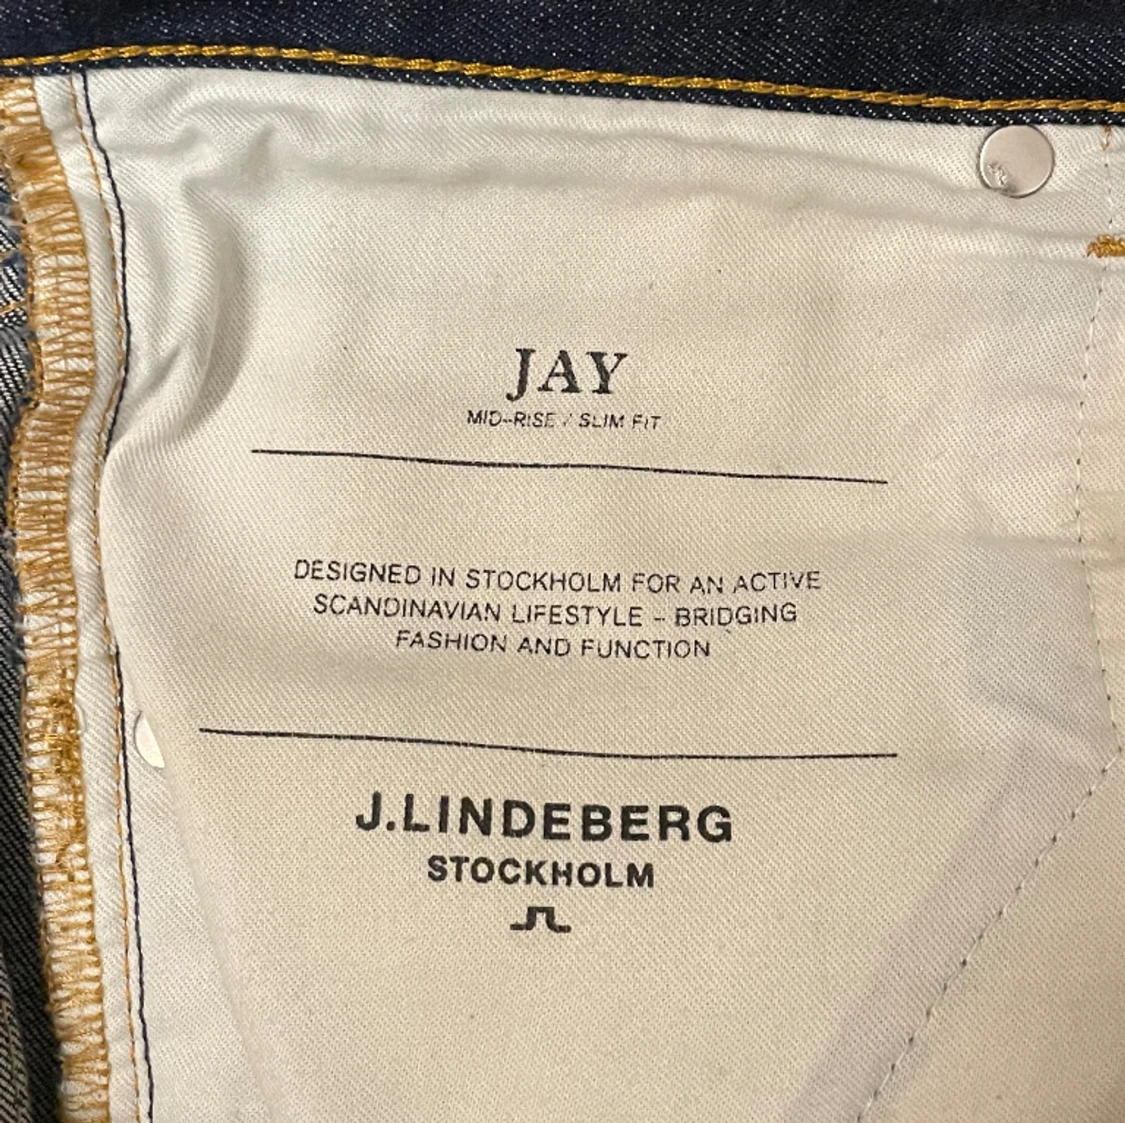 JAY
MID-RISE / SLIM FIT
DESIGNED IN STOCKHOLM FOR AN ACTIVE
SCANDINAVIAN LIFESTYLE - BRIDGING
FASHION AND FUNCTION
J.LINDEBERG
STOCKHOLM